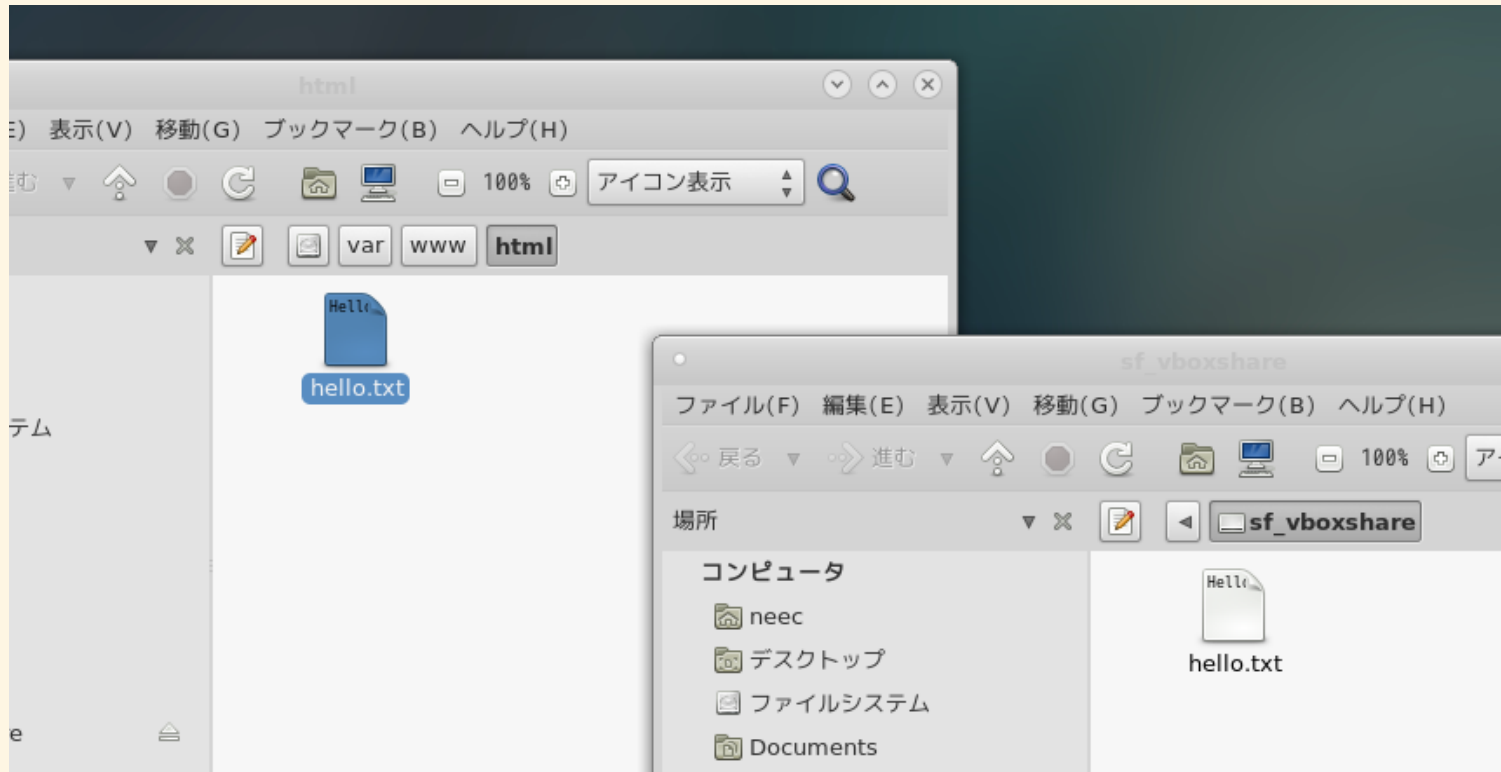 html
E) 表示(V) 移動(G) ブックマーク(B) ヘルプ(H)
進む 100% アイコン表示
var www html
Hello
hello.txt
テム
e
sf_vboxshare
ファイル(F) 編集(E) 表示(V) 移動(G) ブックマーク(B) ヘルプ(H)
戻る 進む 100% ア
場所 sf_vboxshare
コンピュータ
neec
デスクトップ
ファイルシステム
Documents
Hello
hello.txt